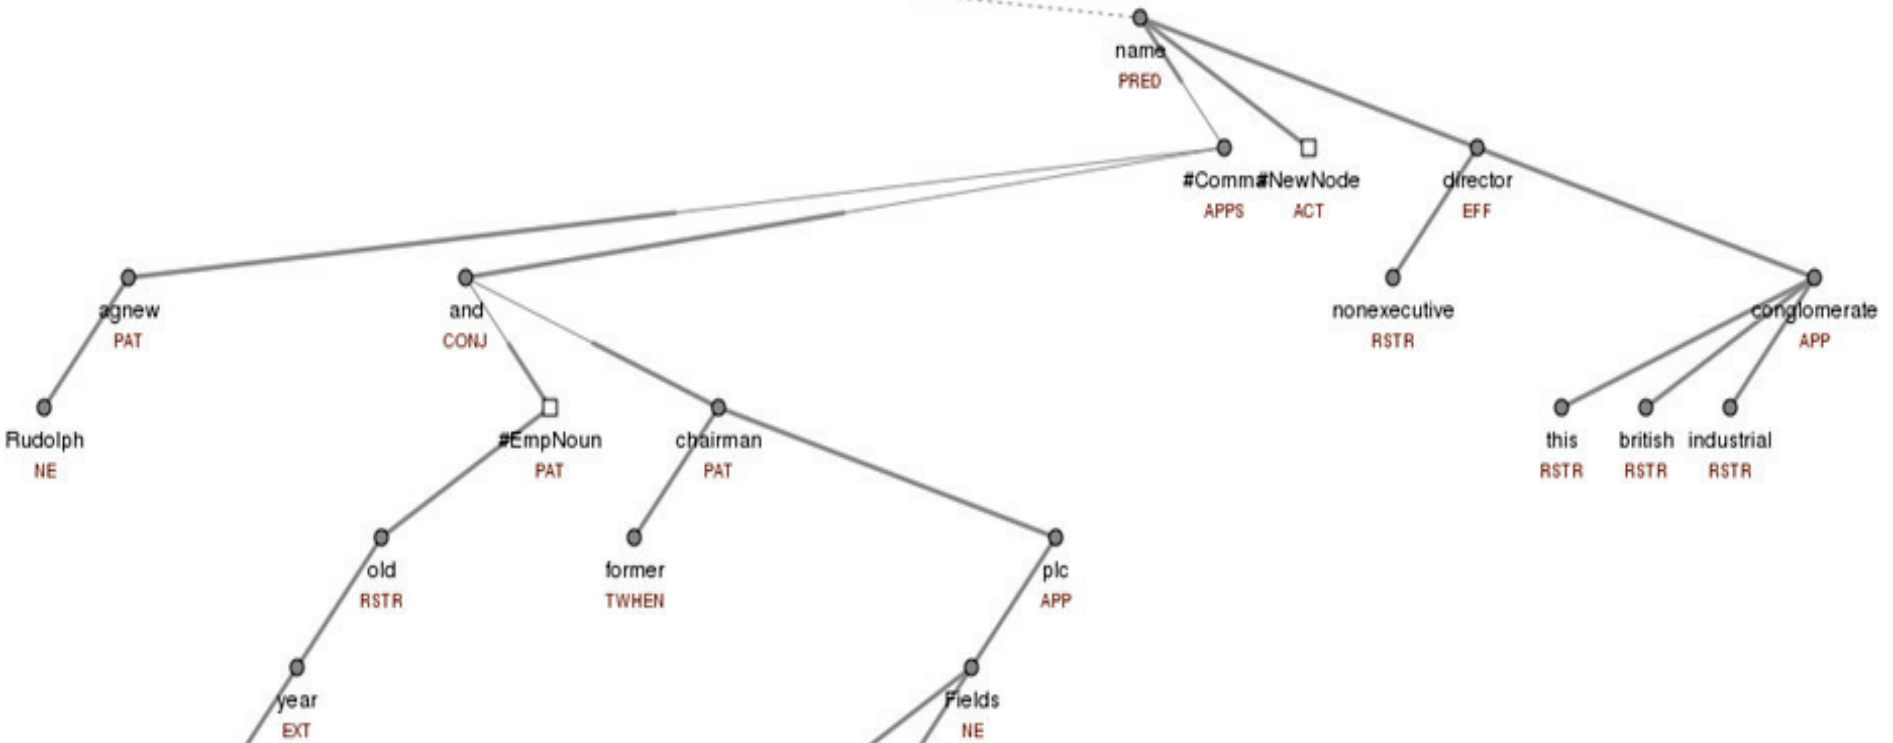 name
PRED
#Comma #NewNode director
APPS ACT EFF
agnew and nonexecutive conglomerate
PAT CONJ RSTR APP
Rudolph #EmpNoun chairman this british industrial
NE PAT PAT RSTR RSTR RSTR
old former plc
RSTR TWHEN APP
year Fields
EXT NE